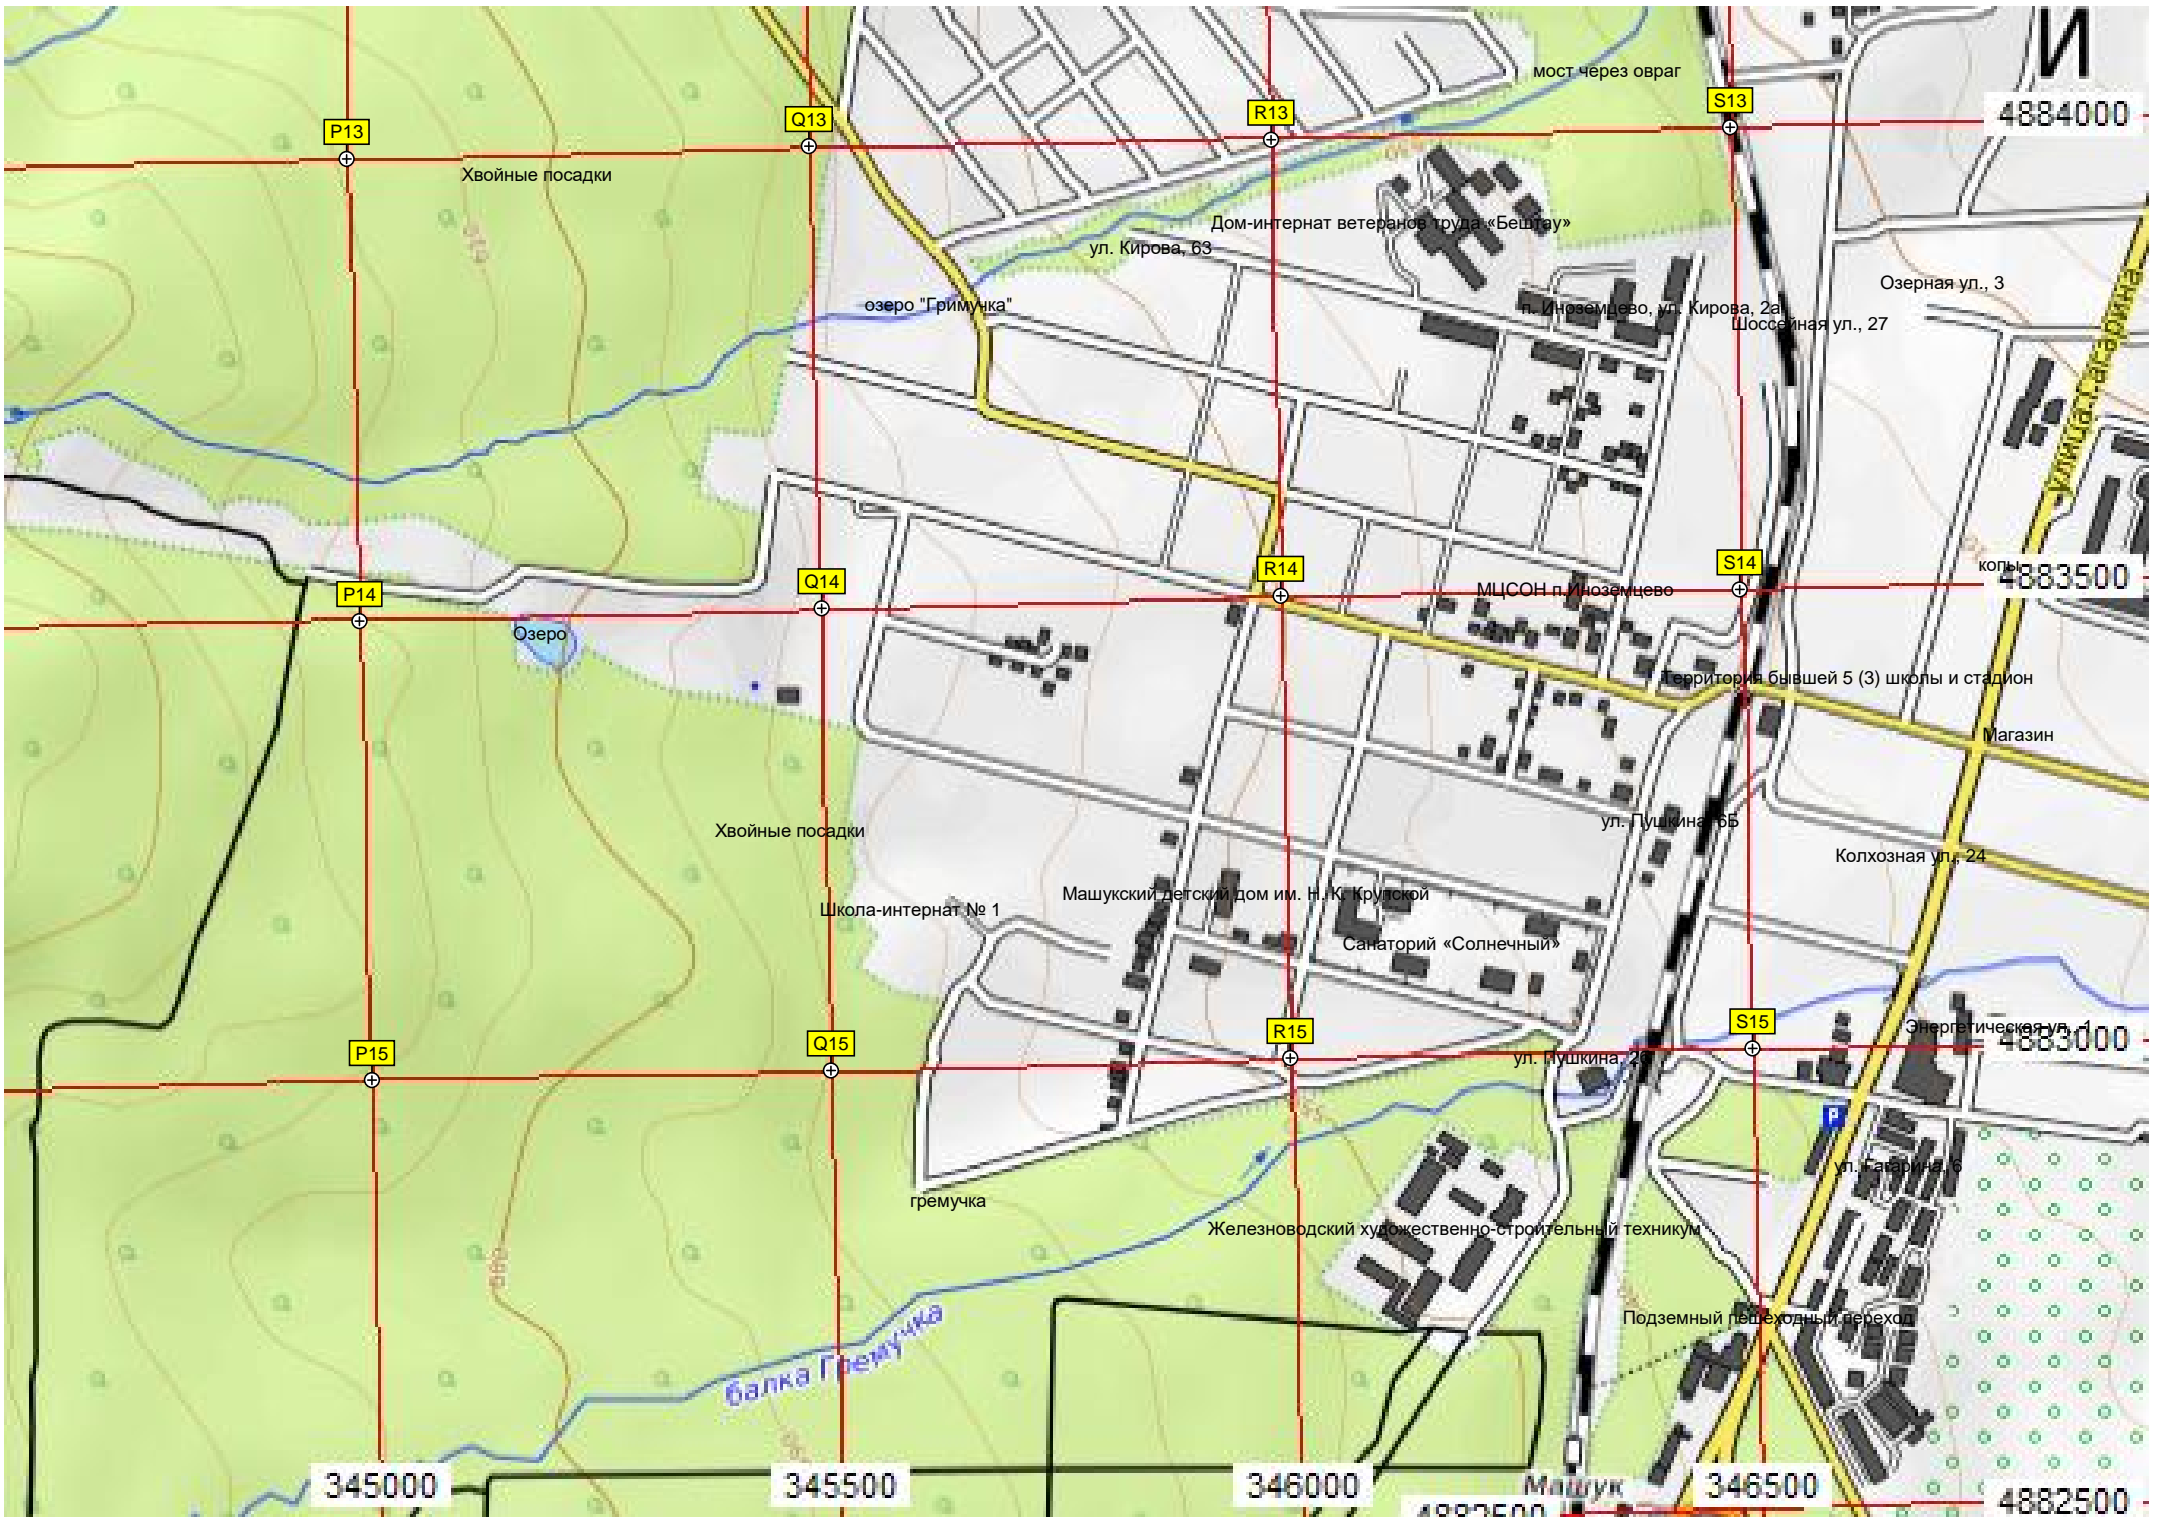 И
мост через овраг
S13
4884000
R13
Q13
P13
Хвойные посадки
Дом-интернат ветеранов труда «Бештау»
ул. Кирова, 63
Озерная ул., 3
озеро "Гримучка"
п. Иноземцево, ул. Кирова, 2а
Шоссейная ул., 27
улица Гагарина
копы
4883500
S14
R14
Q14
P14
МЦСОН п.Иноземцево
Озеро
Территория бывшей 5 (3) школы и стадион
Магазин
ул. Пушкина, 6Б
Хвойные посадки
Колхозная ул., 24
Машукский детский дом им. Н. К. Крупской
Школа-интернат № 1
Санаторий «Солнечный»
S15
R15
Q15
P15
Энергетическая ул., 1
4883000
P
ул. Гагарина, 6
гремучка
Железноводский художественно-строительный техникум
Подземный пешеходный переход
балка Гремучка
345000
345500
346000
Машук
346500
4882500
4882500